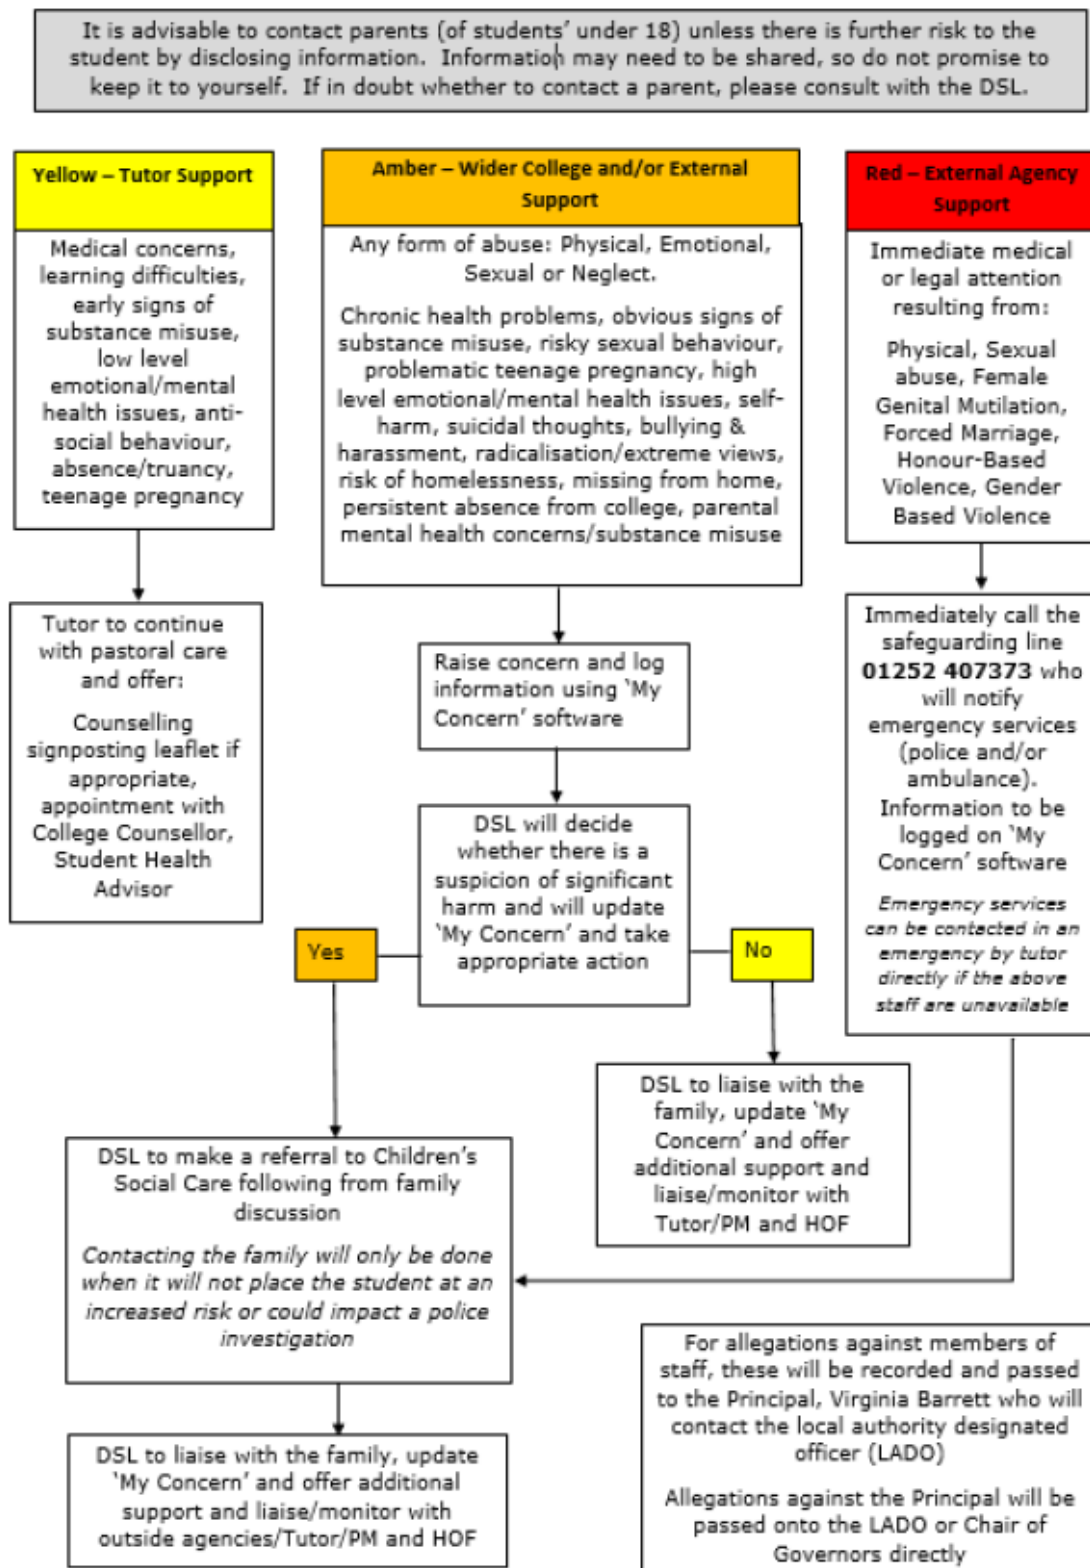 It is advisable to contact parents (of students' under 18) unless there is further risk to the
student by disclosing information.  Information may need to be shared, so do not promise to
keep it to yourself.  If in doubt whether to contact a parent, please consult with the DSL.
Yellow – Tutor Support
Medical concerns,
learning difficulties,
early signs of
substance misuse,
low level
emotional/mental
health issues, anti-
social behaviour,
absence/truancy,
teenage pregnancy
Tutor to continue
with pastoral care
and offer:
Counselling
signposting leaflet if
appropriate,
appointment with
College Counsellor,
Student Health
Advisor
Amber – Wider College and/or External
Support
Any form of abuse: Physical, Emotional,
Sexual or Neglect.
Chronic health problems, obvious signs of
substance misuse, risky sexual behaviour,
problematic teenage pregnancy, high
level emotional/mental health issues, self-
harm, suicidal thoughts, bullying &
harassment, radicalisation/extreme views,
risk of homelessness, missing from home,
persistent absence from college, parental
mental health concerns/substance misuse
Raise concern and log
information using 'My
Concern' software
DSL will decide
whether there is a
suspicion of significant
harm and will update
'My Concern' and take
appropriate action
Yes
No
Red – External Agency
Support
Immediate medical
or legal attention
resulting from:
Physical, Sexual
abuse, Female
Genital Mutilation,
Forced Marriage,
Honour-Based
Violence, Gender
Based Violence
Immediately call the
safeguarding line
01252 407373 who
will notify
emergency services
(police and/or
ambulance).
Information to be
logged on 'My
Concern' software
Emergency services
can be contacted in an
emergency by tutor
directly if the above
staff are unavailable
DSL to liaise with the
family, update 'My
Concern' and offer
additional support and
liaise/monitor with
Tutor/PM and HOF
DSL to make a referral to Children's
Social Care following from family
discussion
Contacting the family will only be done
when it will not place the student at an
increased risk or could impact a police
investigation
DSL to liaise with the family, update
'My Concern' and offer additional
support and liaise/monitor with
outside agencies/Tutor/PM and HOF
For allegations against members of
staff, these will be recorded and passed
to the Principal, Virginia Barrett who will
contact the local authority designated
officer (LADO)
Allegations against the Principal will be
passed onto the LADO or Chair of
Governors directly